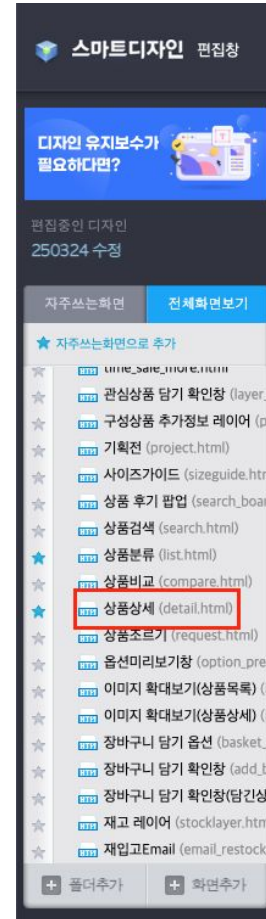 스마트디자인 편집창
디자인 유지보수가
필요하다면?
편집중인 디자인
250324 수정
자주쓰는화면 전체화면보기
자주쓰는화면으로 추가
time_sale_more.html
관심상품 담기 확인창 (layer_
구성상품 추가정보 레이어 (p
기획전 (project.html)
사이즈가이드 (sizeguide.htm
상품 후기 팝업 (search_boar
상품검색 (search.html)
상품분류 (list.html)
상품비교 (compare.html)
상품상세 (detail.html)
상품조르기 (request.html)
옵션미리보기창 (option_pre
이미지 확대보기(상품목록) (
이미지 확대보기(상품상세) (
장바구니 담기 옵션 (basket_
장바구니 담기 확인창 (add_b
장바구니 담기 확인창(담긴상
재고 레이어 (stocklayer.htm
재입고Email (email_restock
폴더추가 화면추가